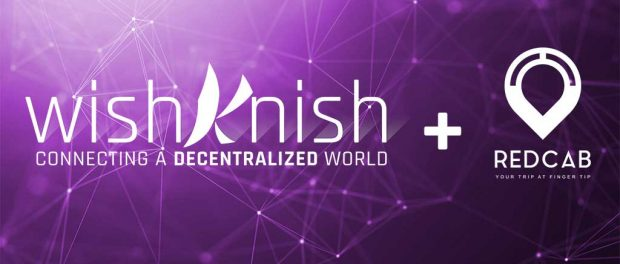 wishKnish
CONNECTING A DECENTRALIZED WORLD
+
REDCAB
YOUR TRIP AT FINGER TIP